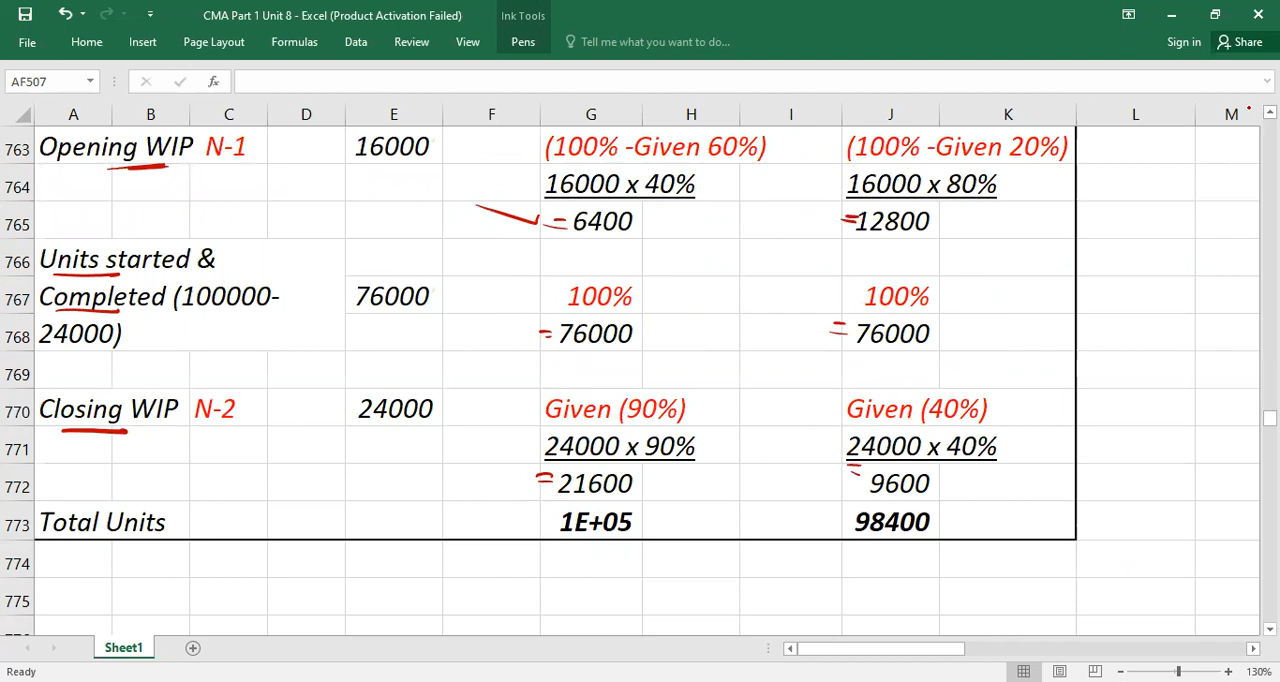 CMA Part 1 Unit 8 - Excel (Product Activation Failed) Ink Tools
File Home Insert Page Layout Formulas Data Review View Pens Tell me what you want to do... Sign in Share
AF507 fx
A B C D E F G H I J K L M
763 Opening WIP N-1 16000 (100% -Given 60%) (100% -Given 20%)
764 16000 x 40% 16000 x 80%
765 = 6400 = 12800
766 Units started &
767 Completed (100000- 76000 100% 100%
768 24000) = 76000 = 76000
769
770 Closing WIP N-2 24000 Given (90%) Given (40%)
771 24000 x 90% 24000 x 40%
772 = 21600 = 9600
773 Total Units 1E+05 98400
774
775
Sheet1
Ready 130%